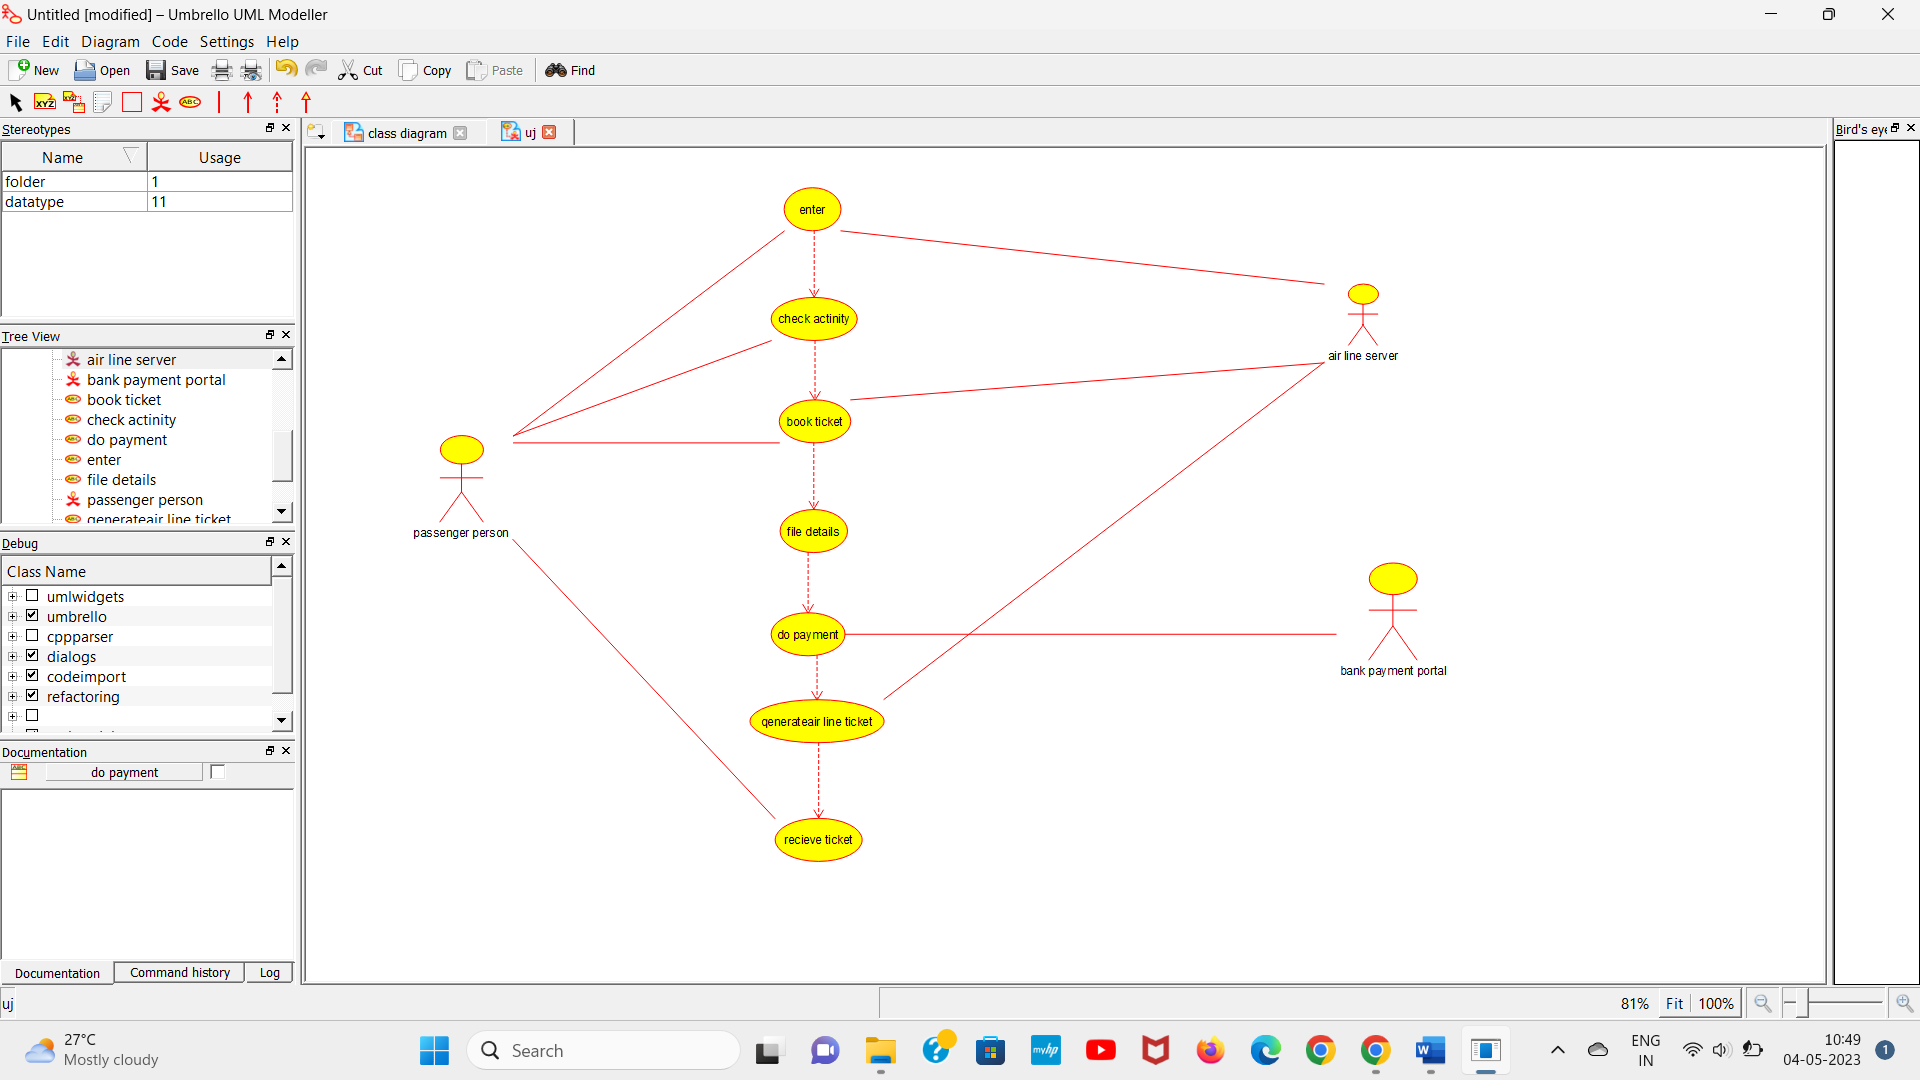 Untitled [modified] – Umbrello UML Modeller
File Edit Diagram Code Settings Help
New Open Save Cut Copy Paste Find
XYZ XYZ ABC
Stereotypes
Name Usage
folder 1
datatype 11
Tree View
air line server
bank payment portal
book ticket
check actinity
do payment
enter
file details
passenger person
generateair line ticket
Debug
Class Name
umlwidgets
umbrello
cppparser
dialogs
codeimport
refactoring
Documentation
do payment
Documentation Command history Log
class diagram uj
enter
check actinity
book ticket
file details
do payment
generateair line ticket
recieve ticket
passenger person
air line server
bank payment portal
Bird's eye
uj
81% Fit 100%
27°C
Mostly cloudy
Search
myhp
W
ENG
IN
10:49
04-05-2023
1